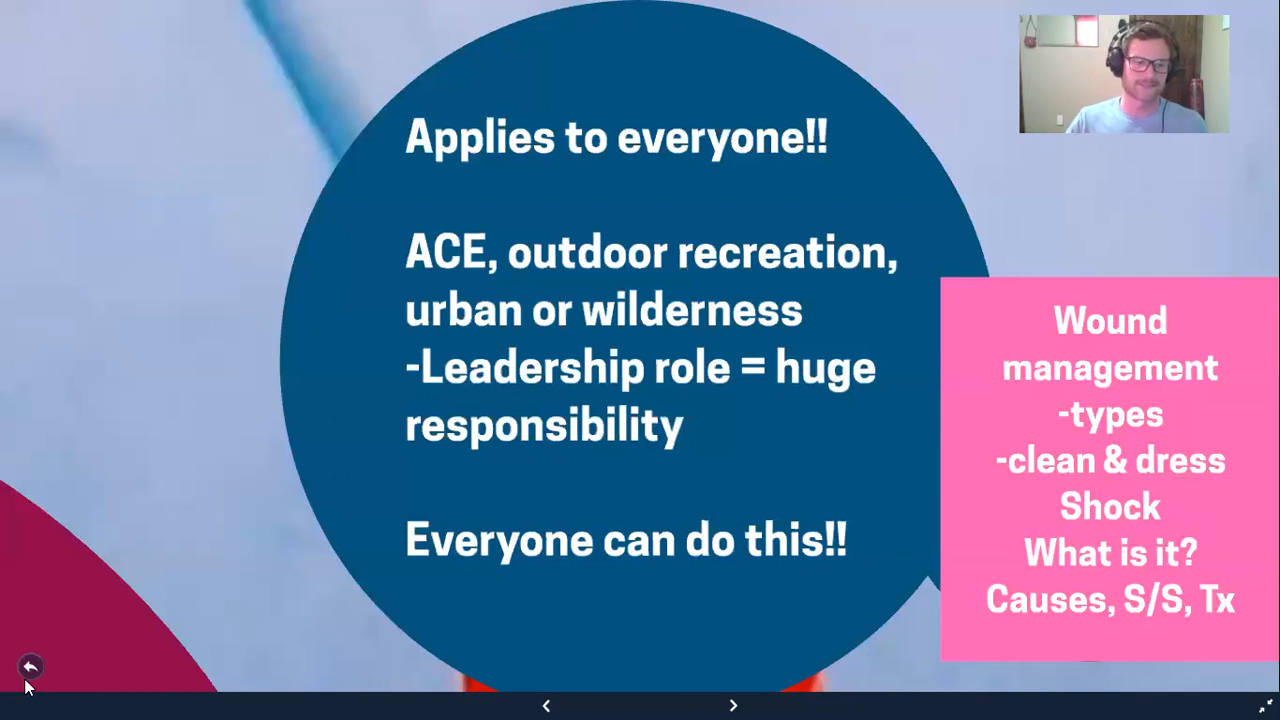 Applies to everyone!!
ACE, outdoor recreation,
urban or wilderness
-Leadership role = huge
responsibility
Everyone can do this!!
Wound
management
-types
-clean & dress
Shock
What is it?
Causes, S/S, Tx